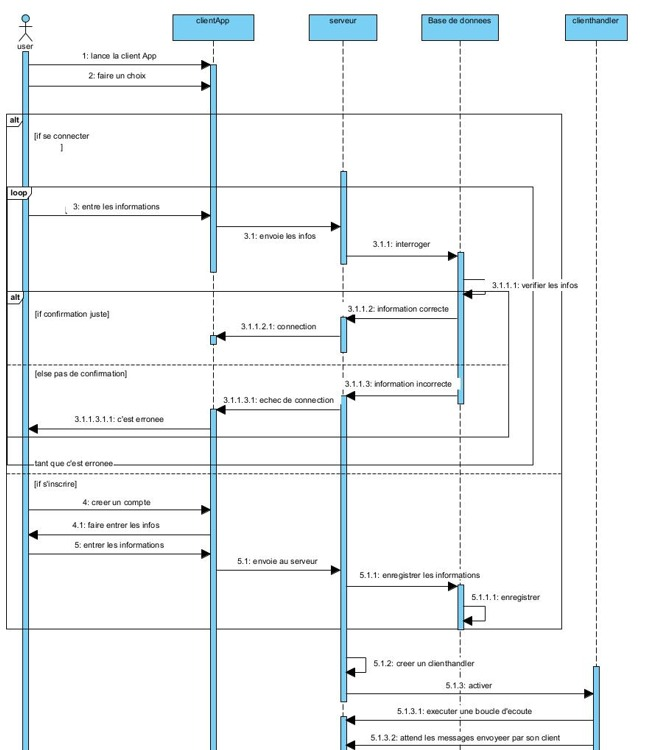 clientApp
serveur
Base de donnees
clienthandler
user
1: lance la client App
2: faire un choix
alt
[if se connecter
]
loop
3: entre les informations
3.1: envoie les infos
3.1.1: interroger
3.1.1.1: verifier les infos
alt
[if confirmation juste]
3.1.1.2: information correcte
3.1.1.2.1: connection
[else pas de confirmation]
3.1.1.3: information incorrecte
3.1.1.3.1: echec de connection
3.1.1.3.1.1: c'est erronee
tant que c'est erronee
[if s'inscrire]
4: creer un compte
4.1: faire entrer les infos
5: entrer les informations
5.1: envoie au serveur
5.1.1: enregistrer les informations
5.1.1.1: enregistrer
5.1.2: creer un clienthandler
5.1.3: activer
5.1.3.1: executer une boucle d'ecoute
5.1.3.2: attend les messages envoyeer par son client